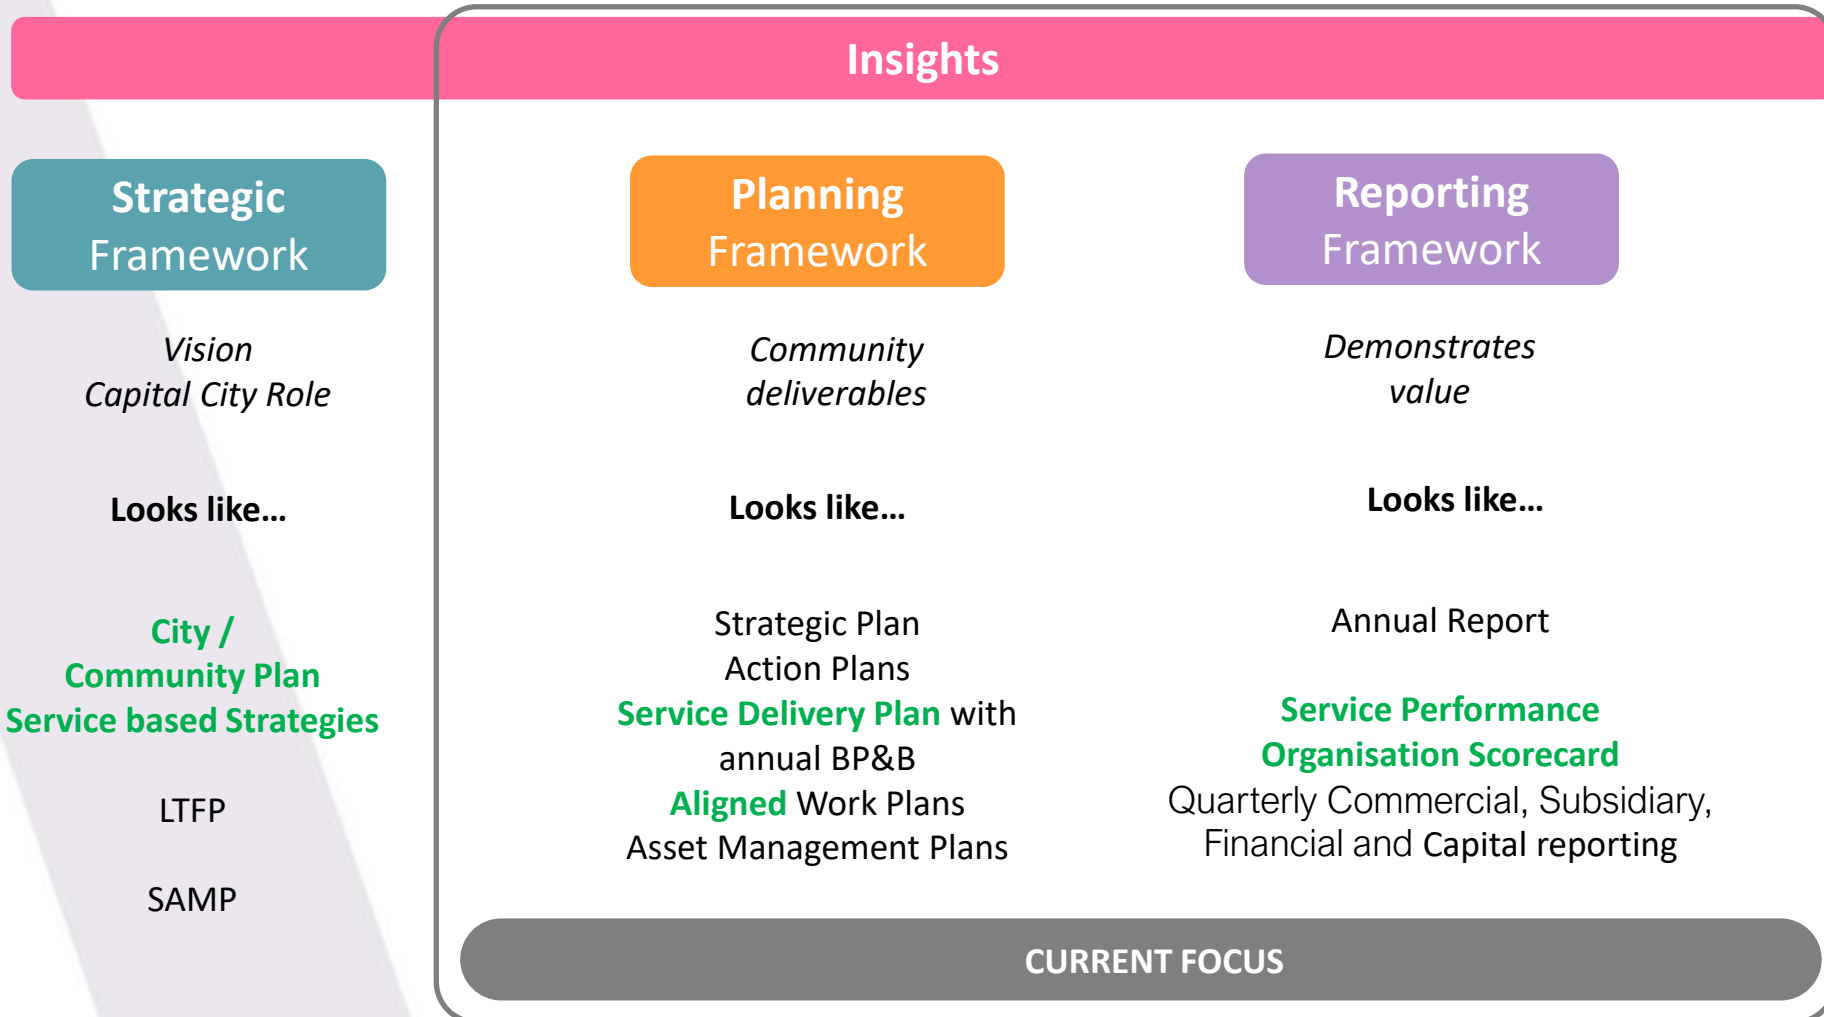 Insights
Strategic
Framework
Vision
Capital City Role
Looks like…
City /
Community Plan
Service based Strategies
LTFP
SAMP
Planning
Framework
Community
deliverables
Looks like…
Strategic Plan
Action Plans
Service Delivery Plan with
annual BP&B
Aligned Work Plans
Asset Management Plans
Reporting
Framework
Demonstrates
value
Looks like…
Annual Report
Service Performance
Organisation Scorecard
Quarterly Commercial, Subsidiary,
Financial and Capital reporting
CURRENT FOCUS